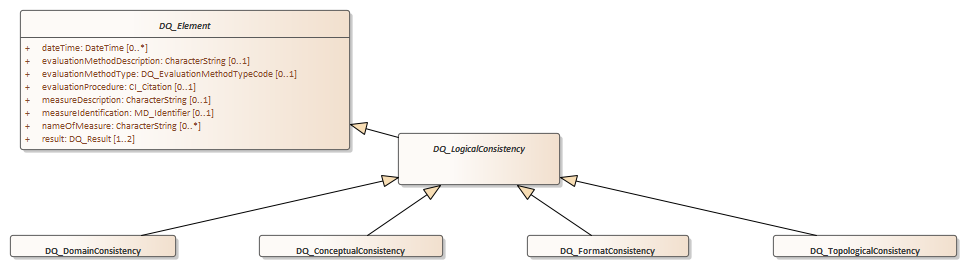 DQ_Element
+ dateTime: DateTime [0..*]
+ evaluationMethodDescription: CharacterString [0..1]
+ evaluationMethodType: DQ_EvaluationMethodTypeCode [0..1]
+ evaluationProcedure: CI_Citation [0..1]
+ measureDescription: CharacterString [0..1]
+ measureIdentification: MD_Identifier [0..1]
+ nameOfMeasure: CharacterString [0..*]
+ result: DQ_Result [1..2]
DQ_LogicalConsistency
DQ_DomainConsistency
DQ_ConceptualConsistency
DQ_FormatConsistency
DQ_TopologicalConsistency